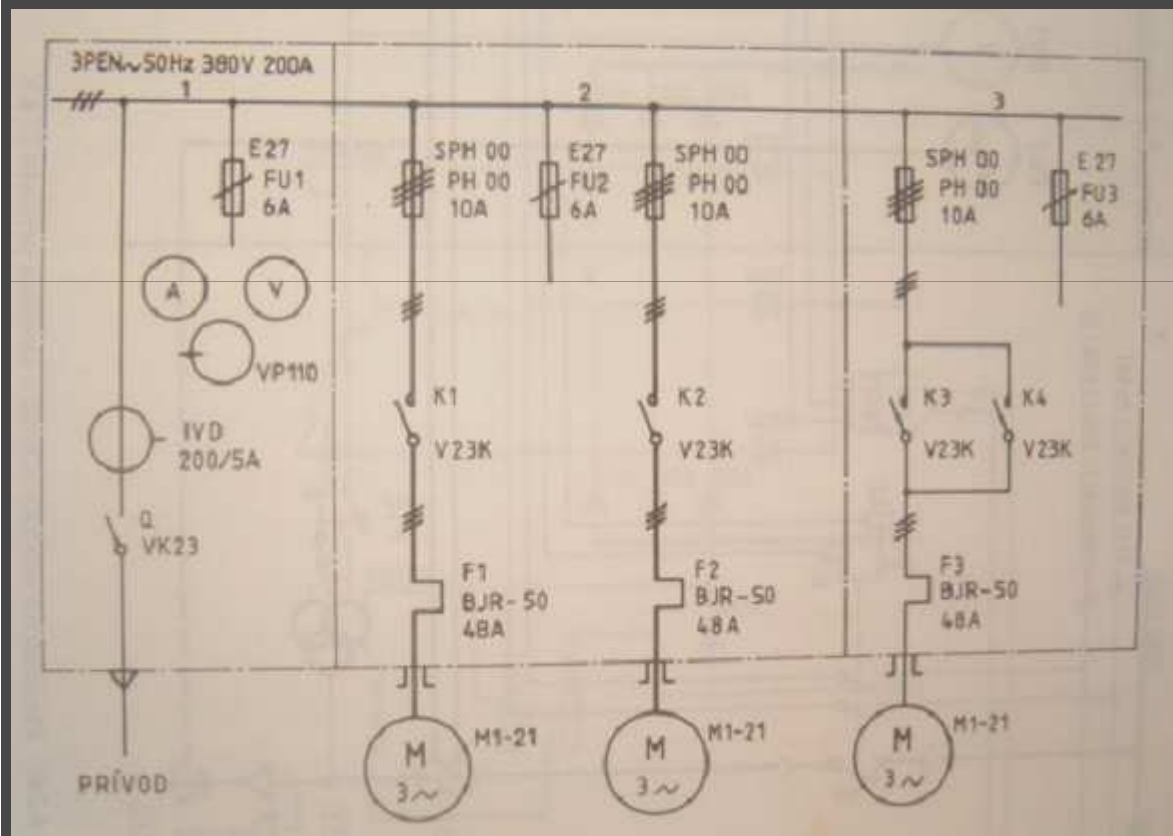 3PEN~50Hz 380V 200A
1
2
3
E27
FU1
6A
SPH 00
PH 00
10A
E27
FU2
6A
SPH 00
PH 00
10A
SPH 00
PH 00
10A
E27
FU3
6A
A
V
VP110
IVD
200/5A
Q
VK23
K1
V23K
K2
V23K
K3
V23K
K4
V23K
F1
BJR-50
48A
F2
BJR-50
48A
F3
BJR-50
48A
PRÍVOD
M
3~
M1-21
M
3~
M1-21
M
3~
M1-21